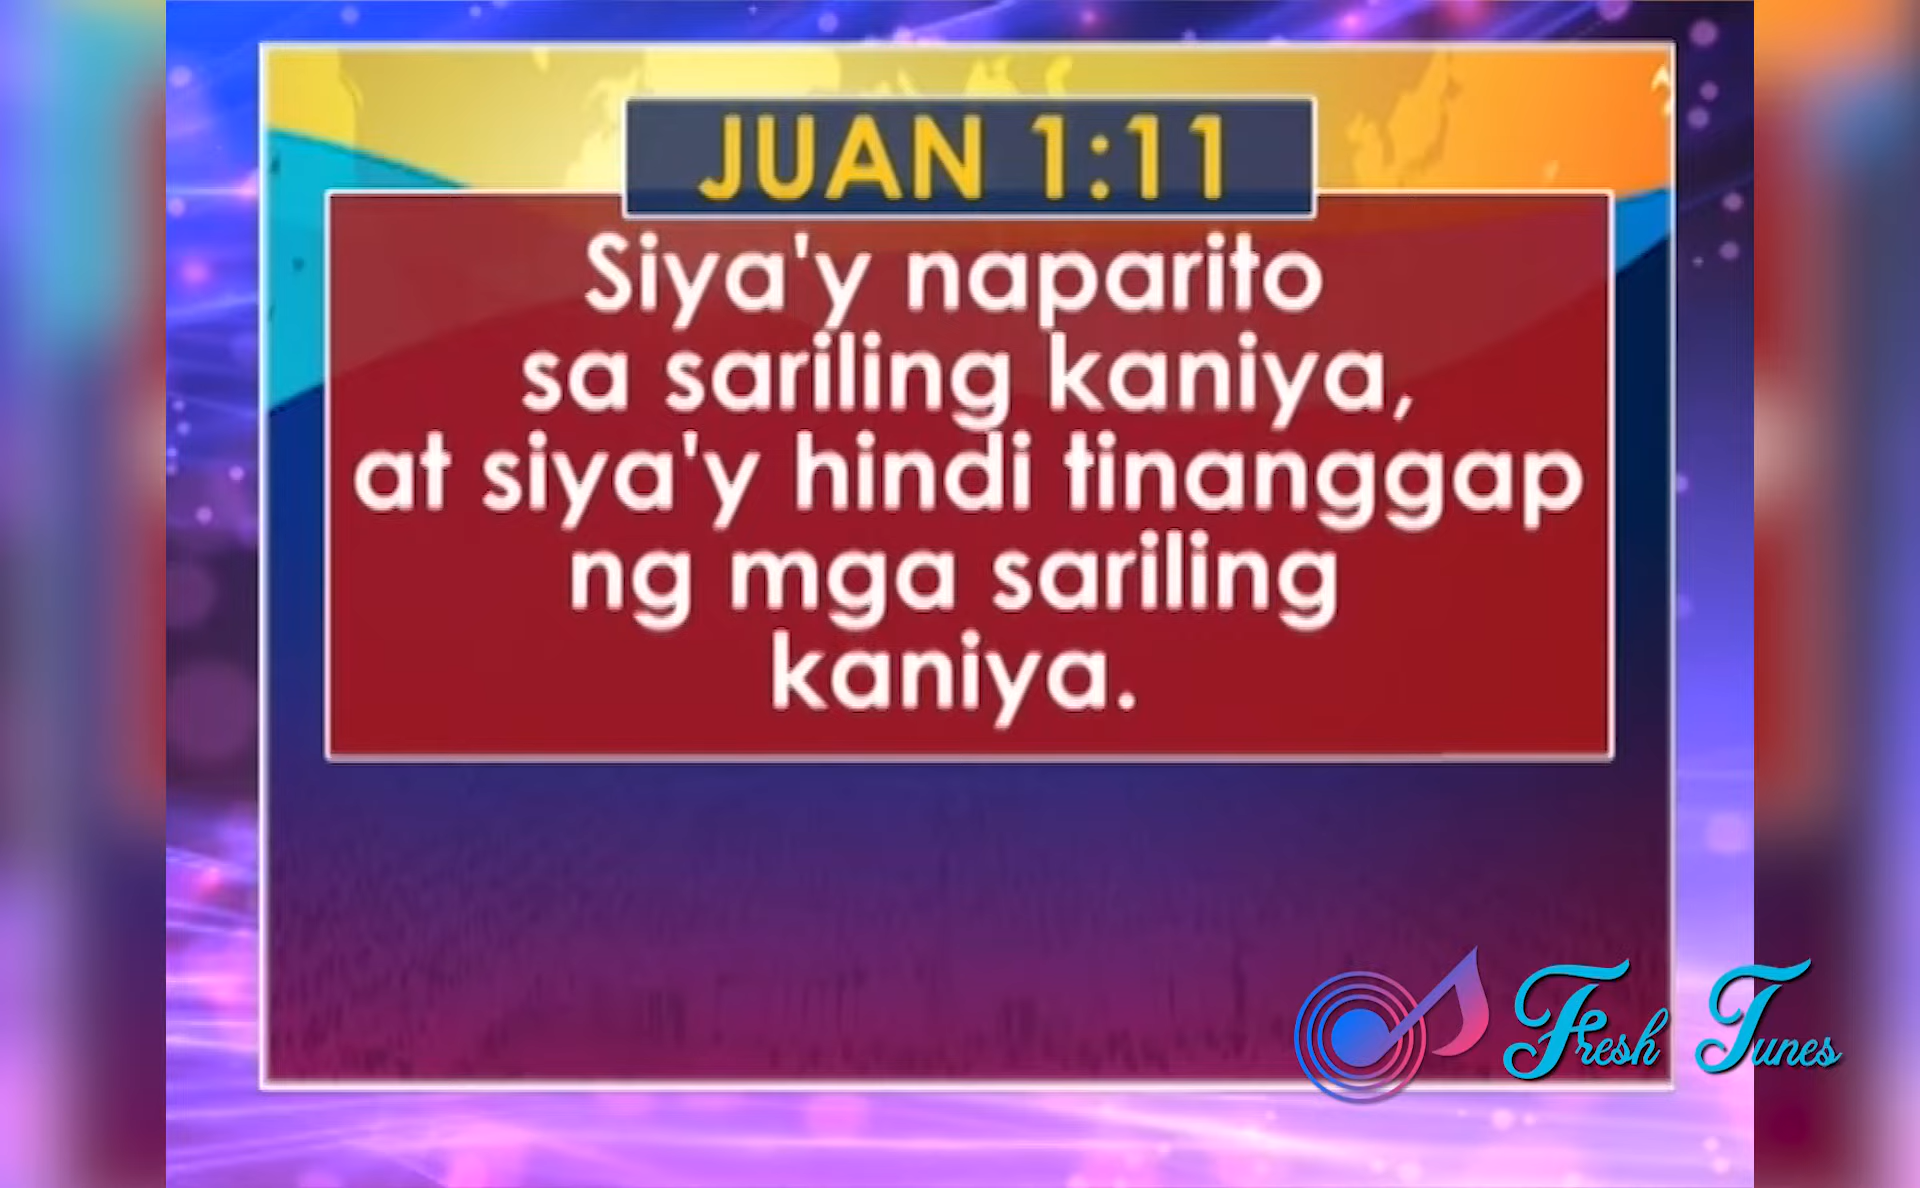 JUAN 1:11
Siya'y naparito
sa sariling kaniya,
at siya'y hindi tinanggap
ng mga sariling
kaniya.
Fresh Tunes